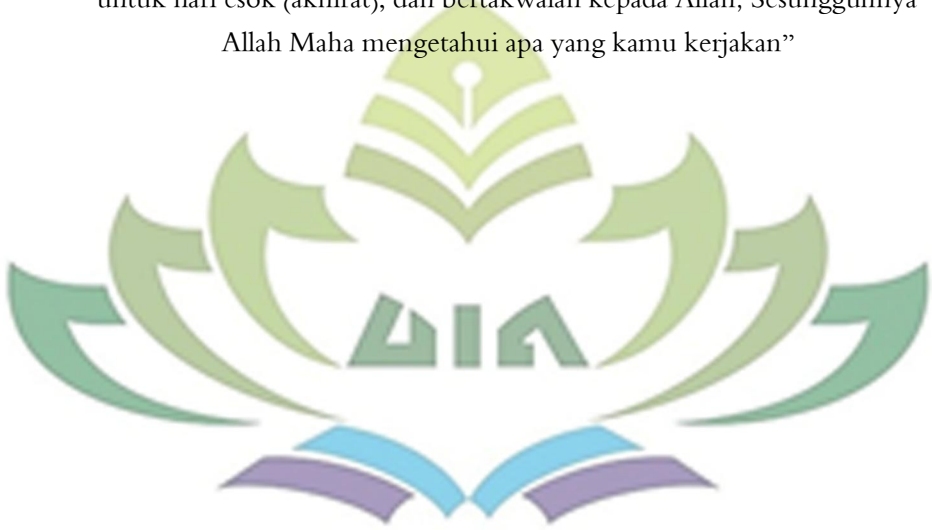 untuk hari esok (akhirat), dan bertakwalah kepada Allah, Sesungguhnya
Allah Maha mengetahui apa yang kamu kerjakan”